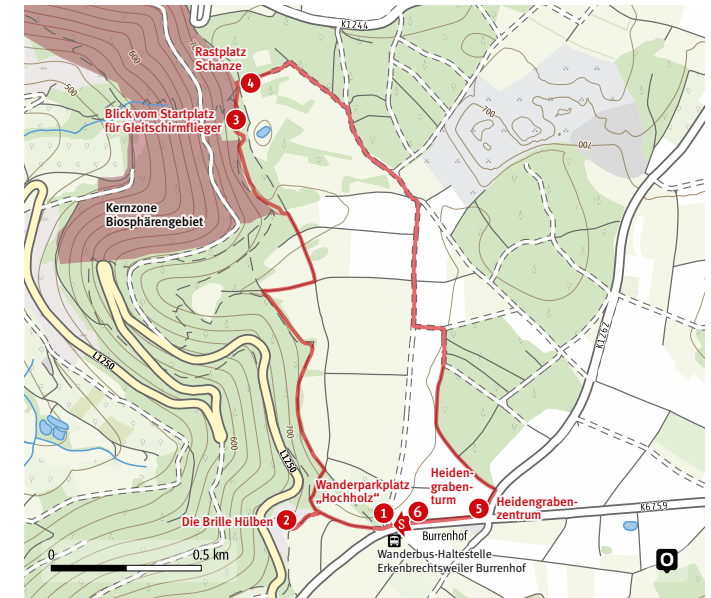 K1244
Rastplatz
Schanze
4
600
500
Blick vom Startplatz
für Gleitschirmflieger
3
700
700
Kernzone
Biosphärengebiet
K1262
L1250
600
700
L1250
Wanderparkplatz
„Hochholz“
1
Heiden-
graben-
turm
6
5
Heidengraben-
zentrum
K6759
Die Brille Hülben
2
S
Burrenhof
Wanderbus-Haltestelle
Erkenbrechtsweiler Burrenhof
0
0.5 km
O